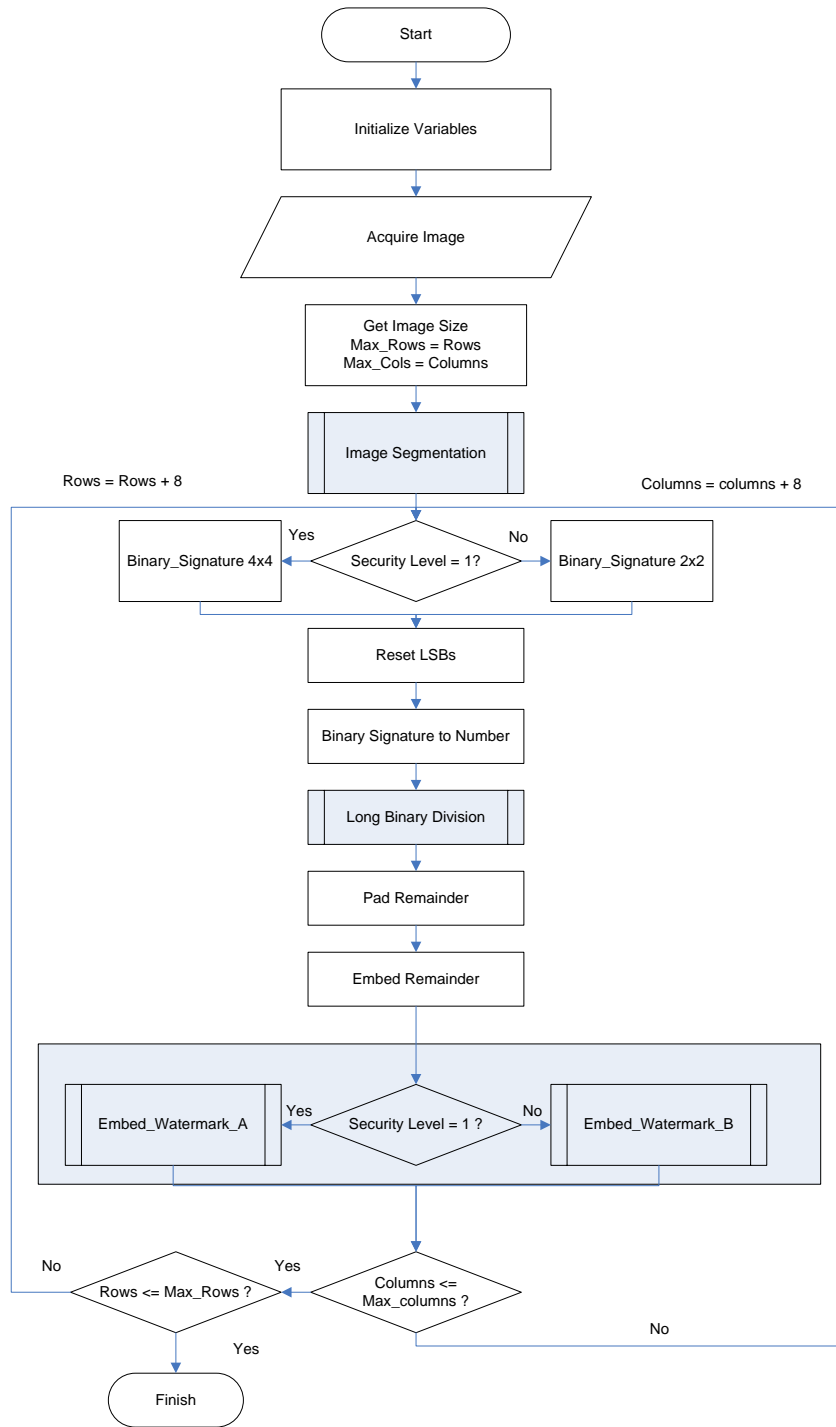 Start
Initialize Variables
Acquire Image
Get Image Size
Max_Rows = Rows
Max_Cols = Columns
Image Segmentation
Rows = Rows + 8
Columns = columns + 8
Yes
No
Binary_Signature 4x4
Security Level = 1?
Binary_Signature 2x2
Reset LSBs
Binary Signature to Number
Long Binary Division
Pad Remainder
Embed Remainder
Embed_Watermark_A
Yes
Security Level = 1 ?
No
Embed_Watermark_B
No
Rows <= Max_Rows ?
Yes
Columns <=
Max_columns ?
No
Yes
Finish